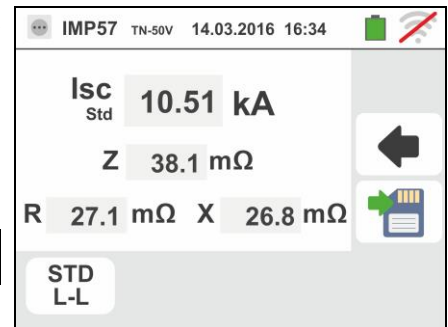 IMP57 TN-50V 14.03.2016 16:34
Isc Std 10.51 kA
Z 38.1 mΩ
R 27.1 mΩ X 26.8 mΩ
STD
L-L